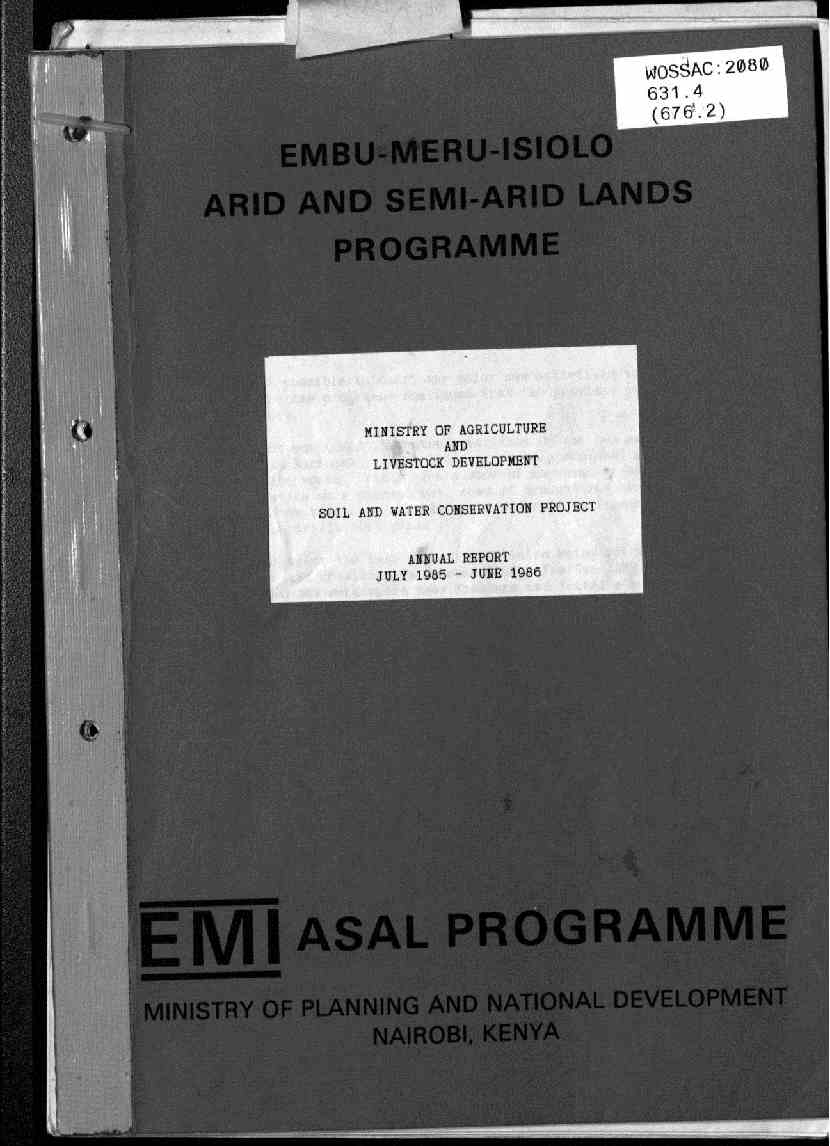 WOSSAC:2080
631.4
(676.2)
EMBU-MERU-ISIOLO
ARID AND SEMI-ARID LANDS
PROGRAMME
MINISTRY OF AGRICULTURE
AND
LIVESTOCK DEVELOPMENT
SOIL AND WATER CONSERVATION PROJECT
ANNUAL REPORT
JULY 1985 - JUNE 1986
EMI ASAL PROGRAMME
MINISTRY OF PLANNING AND NATIONAL DEVELOPMENT
NAIROBI, KENYA